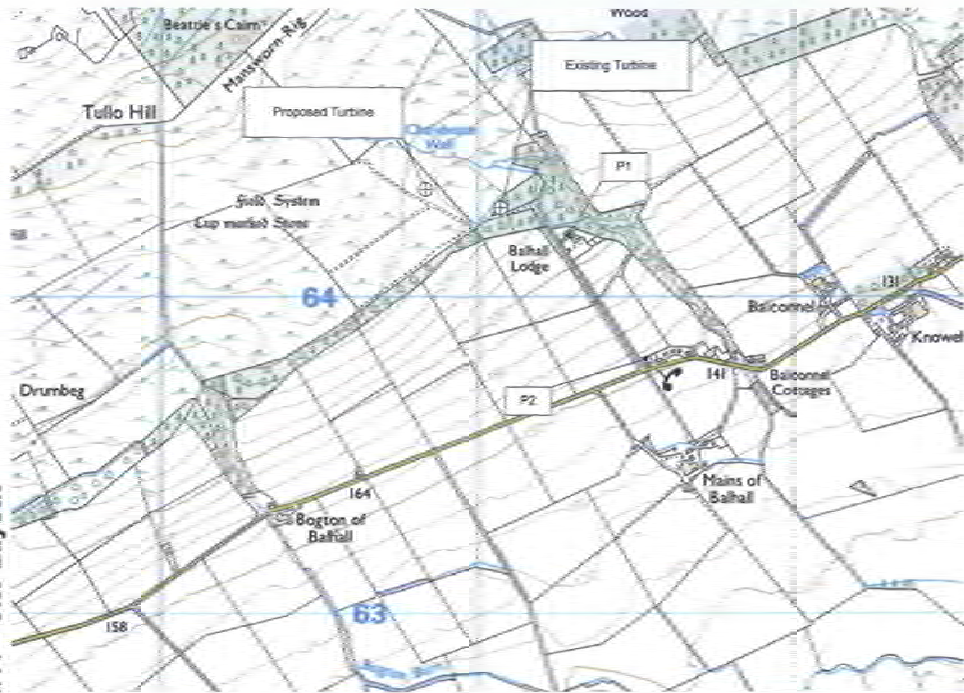 Beattie's Cairn
Wood
Mansworn Rig
Existing Turbine
Tullo Hill
Proposed Turbine
Well
P1
Field System
Cup marked Stone
Balhall
Lodge
64
131
Balconnel
Knowel
Drumbeg
141
Balconnel
Cottages
P2
164
Mains of
Balhall
Bogton of
Balhall
63
158